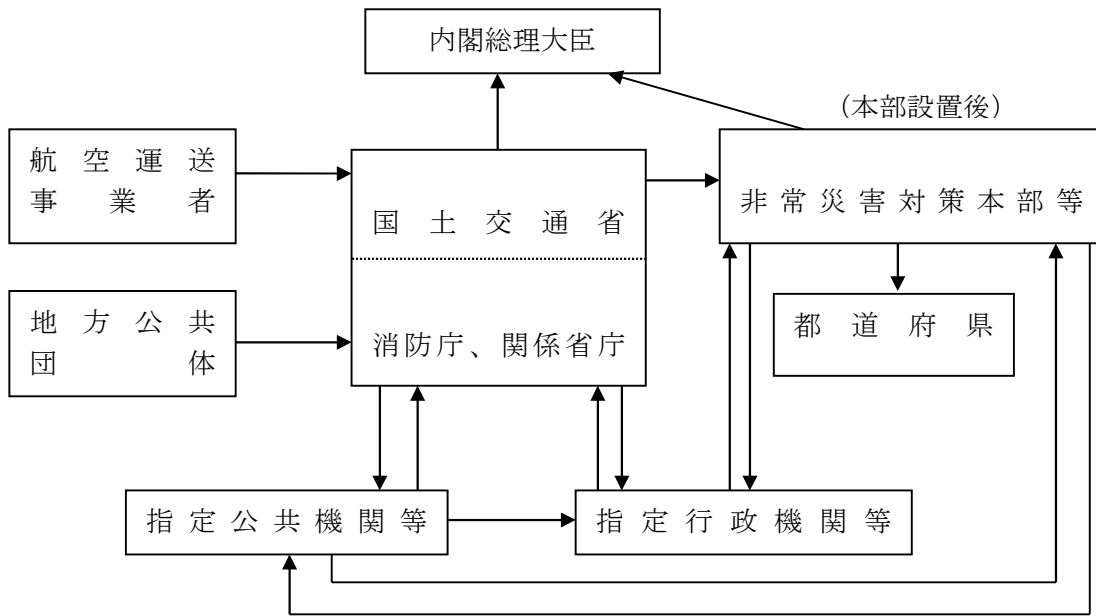 内閣総理大臣
（本部設置後）
航空運送
事業者
国土交通省
非常災害対策本部等
地方公共
団体
消防庁、関係省庁
都道府県
指定公共機関等
指定行政機関等